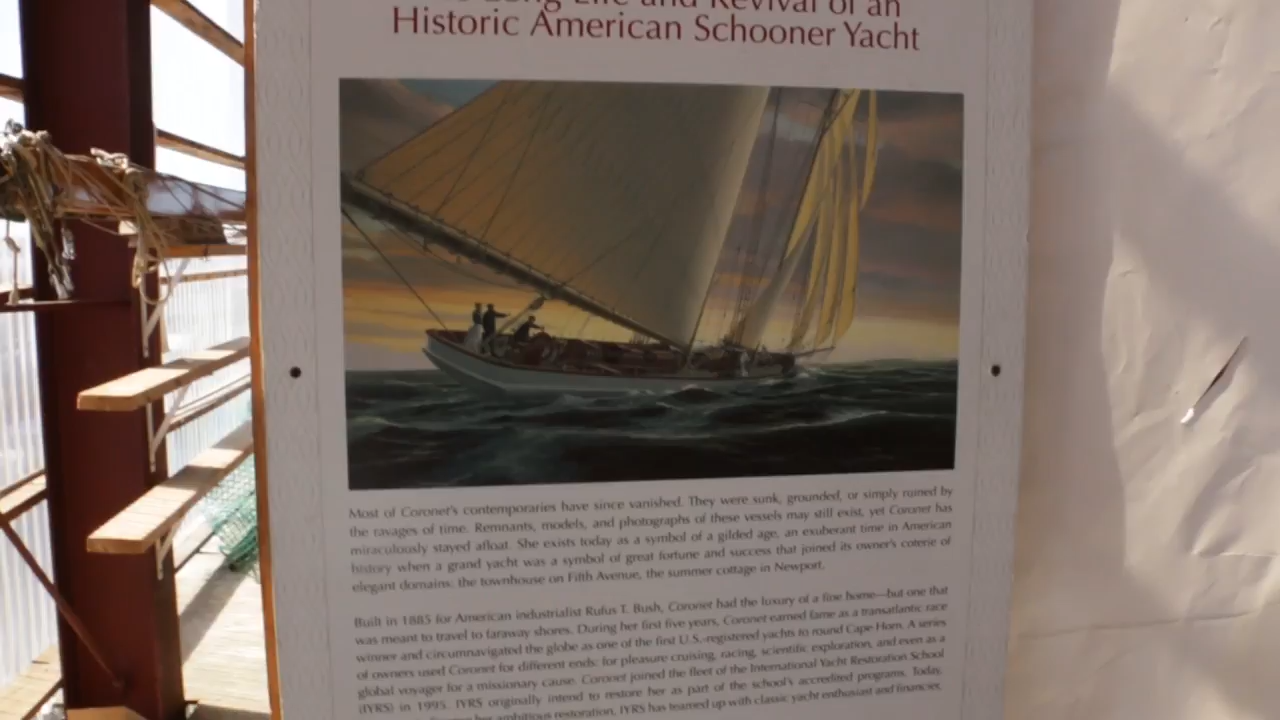 Long Life and Revival of an
Historic American Schooner Yacht
Most of Coronet's contemporaries have since vanished. They were sunk, grounded, or simply ruined by
the ravages of time. Remnants, models, and photographs of these vessels may still exist, yet Coronet has
miraculously stayed afloat. She exists today as a symbol of a gilded age, an exuberant time in American
history when a grand yacht was a symbol of great fortune and success that joined its owner's coterie of
elegant domains: the townhouse on Fifth Avenue, the summer cottage in Newport.
Built in 1885 for American industrialist Rufus T. Bush, Coronet had the luxury of a fine home—but one that
was meant to travel to faraway shores. During her first five years, Coronet earned fame as a transatlantic race
winner and circumnavigated the globe as one of the first U.S.-registered yachts to round Cape Horn. A series
of owners used Coronet for different ends: for pleasure cruising, racing, scientific exploration, and even as a
global voyager for a missionary cause. Coronet joined the fleet of the International Yacht Restoration School
(IYRS) in 1995. IYRS originally intend to restore her as part of the school's accredited programs. Today,
her ambitious restoration, IYRS has teamed up with classic yacht enthusiast and financier,